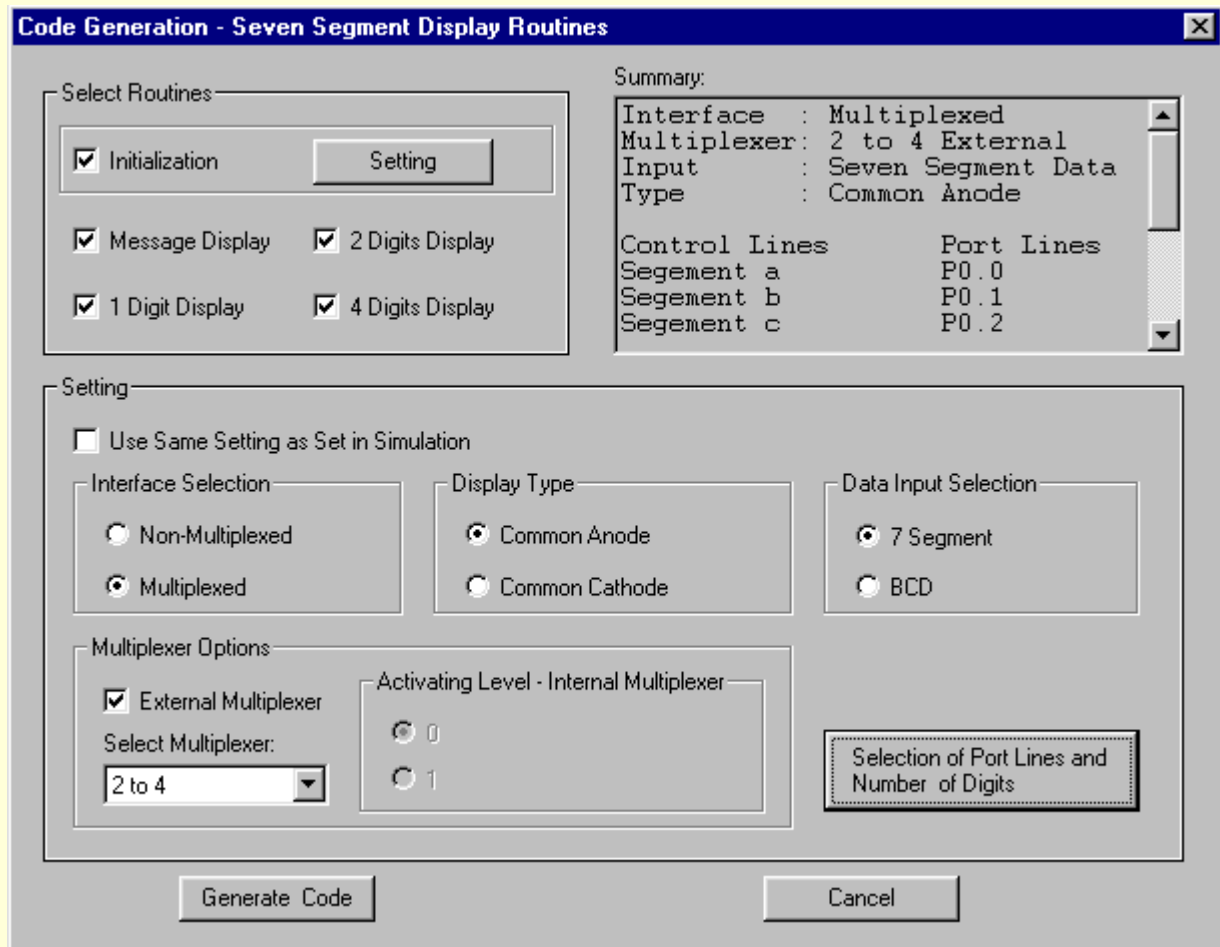 Code Generation - Seven Segment Display Routines
Select Routines
Initialization
Setting
Message Display
2 Digits Display
1 Digit Display
4 Digits Display
Summary:
Interface : Multiplexed
Multiplexer: 2 to 4 External
Input : Seven Segment Data
Type : Common Anode
Control Lines Port Lines
Segement a P0.0
Segement b P0.1
Segement c P0.2
Setting
Use Same Setting as Set in Simulation
Interface Selection
Non-Multiplexed
Multiplexed
Display Type
Common Anode
Common Cathode
Data Input Selection
7 Segment
BCD
Multiplexer Options
External Multiplexer
Select Multiplexer:
2 to 4
Activating Level - Internal Multiplexer
0
1
Selection of Port Lines and
Number of Digits
Generate Code
Cancel